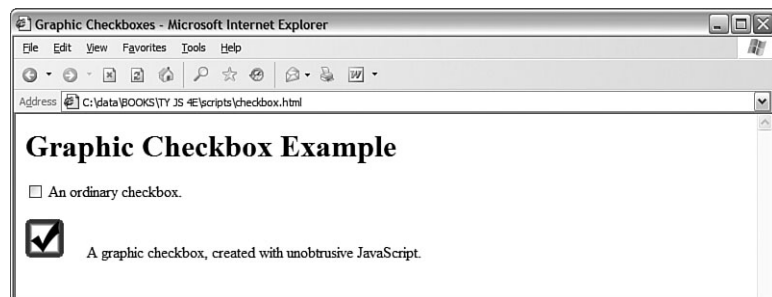 Graphic Checkboxes - Microsoft Internet Explorer
File Edit View Favorites Tools Help
Address C:\data\BOOKS\TY JS 4E\scripts\checkbox.html
Graphic Checkbox Example
An ordinary checkbox.
A graphic checkbox, created with unobtrusive JavaScript.